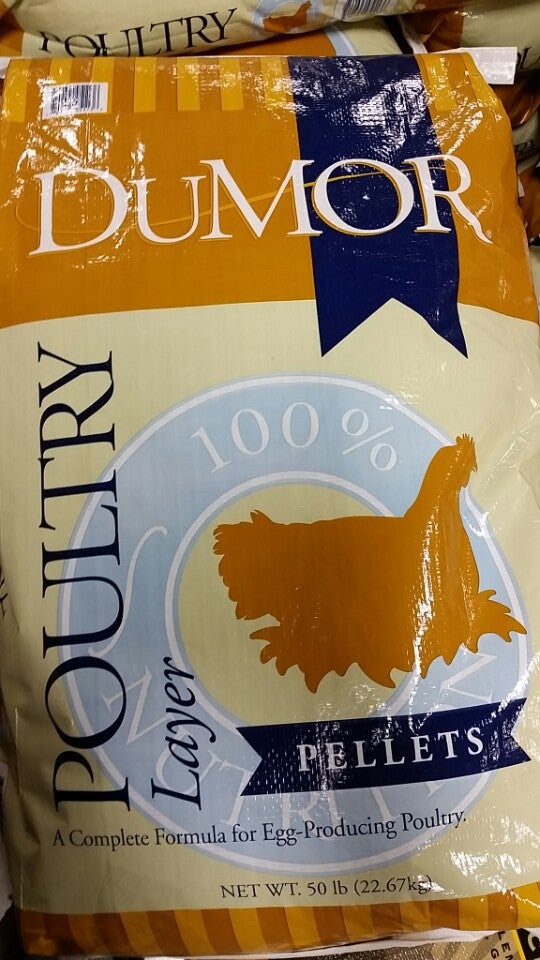 POULTRY
DUMOR
POULTRY
Layer
100%
PELLETS
A Complete Formula for Egg-Producing Poultry.
NET WT. 50 lb (22.67kg)